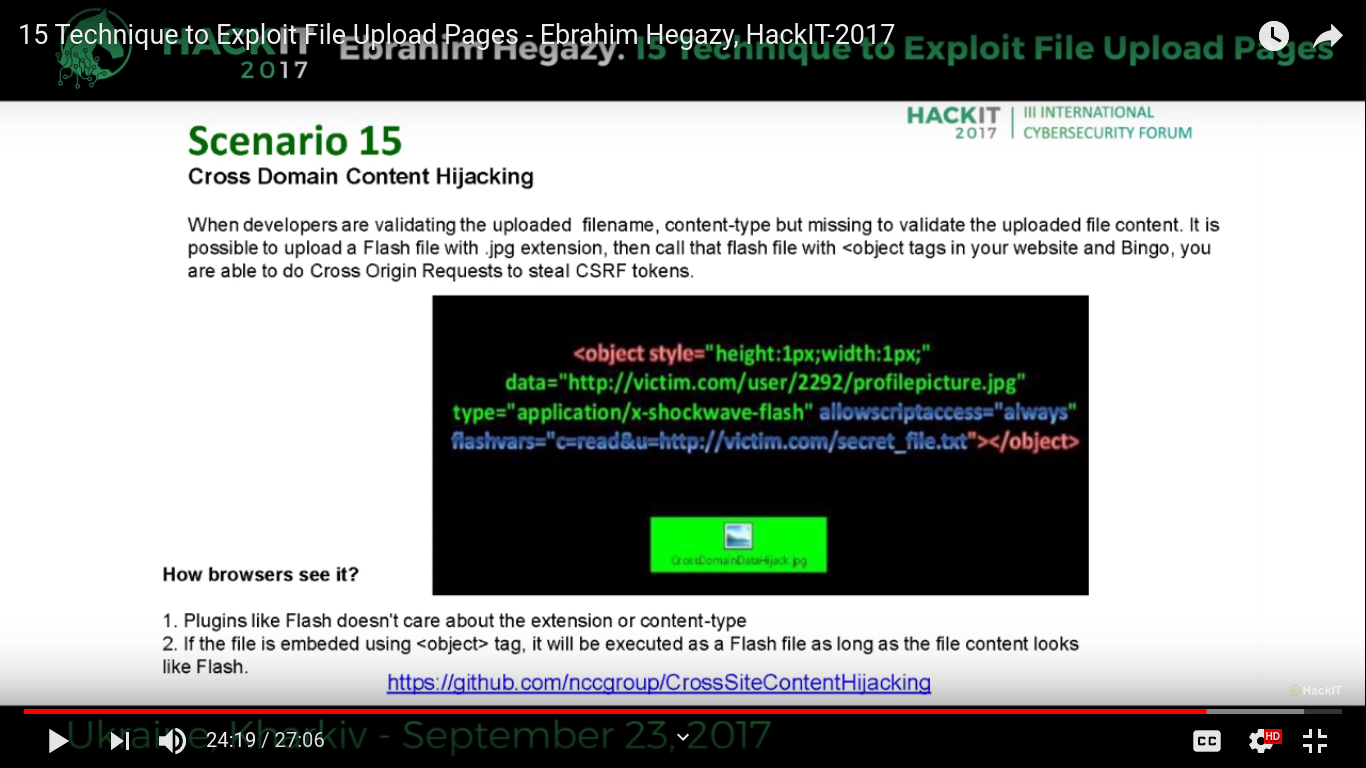 15 Technique to Exploit File Upload Pages - Ebrahim Hegazy, HackIT-2017
HACKIT
2017
Ebrahim Hegazy. 15 Technique to Exploit File Upload Pages
HACKIT
2017
III INTERNATIONAL
CYBERSECURITY FORUM
Scenario 15
Cross Domain Content Hijacking
When developers are validating the uploaded filename, content-type but missing to validate the uploaded file content. It is
possible to upload a Flash file with .jpg extension, then call that flash file with <object tags in your website and Bingo, you
are able to do Cross Origin Requests to steal CSRF tokens.
<object style="height:1px;width:1px;"
data="http://victim.com/user/2292/profilepicture.jpg"
type="application/x-shockwave-flash" allowscriptaccess="always"
flashvars="c=read&u=http://victim.com/secret_file.txt"></object>
CrossDomainDataHijack.jpg
How browsers see it?
1. Plugins like Flash doesn't care about the extension or content-type
2. If the file is embeded using <object> tag, it will be executed as a Flash file as long as the file content looks
like Flash.
https://github.com/nccgroup/CrossSiteContentHijacking
HackIT
Ukraine, Kharkiv - September 23, 2017
24:19 / 27:06
CC
HD